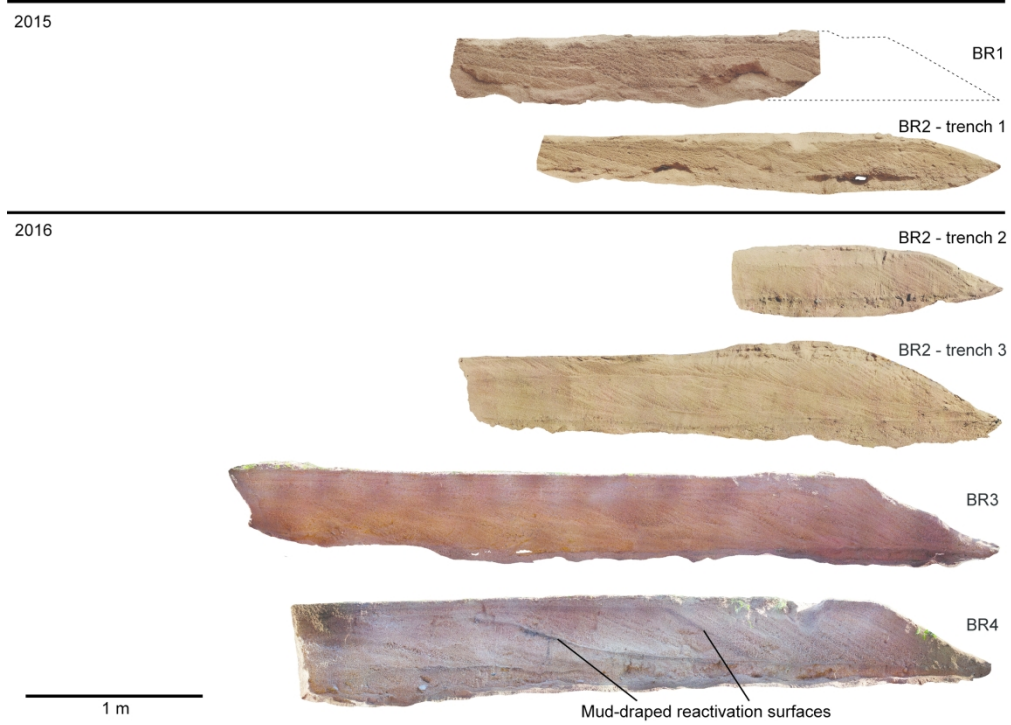 2015
BR1
BR2 - trench 1
2016
BR2 - trench 2
BR2 - trench 3
BR3
BR4
1 m
Mud-draped reactivation surfaces